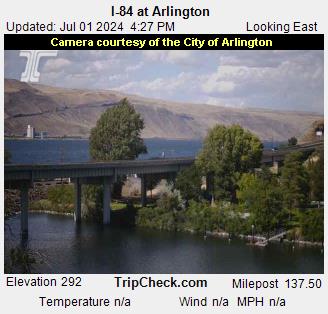 I-84 at Arlington
Updated: Jul 01 2024 4:27 PM Looking East
Camera courtesy of the City of Arlington
Elevation 292 TripCheck.com Milepost 137.50
Temperature n/a Wind n/a MPH n/a